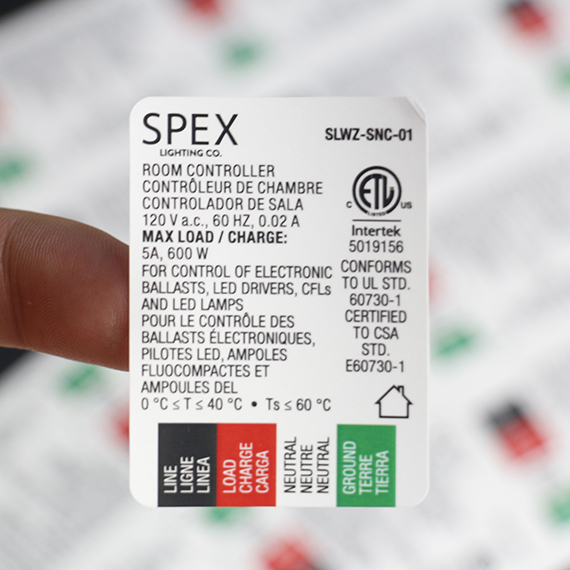 SPEX
LIGHTING CO.
SLWZ-SNC-01
ROOM CONTROLLER
CONTRÔLEUR DE CHAMBRE
CONTROLADOR DE SALA
120 V a.c., 60 HZ, 0.02 A
MAX LOAD / CHARGE:
5A, 600 W
FOR CONTROL OF ELECTRONIC
BALLASTS, LED DRIVERS, CFLs
AND LED LAMPS
POUR LE CONTRÔLE DES
BALLASTS ÉLECTRONIQUES,
PILOTES LED, AMPOLES
FLUOCOMPACTES ET
AMPOULES DEL
0 °C ≤ T ≤ 40 °C • Ts ≤ 60 °C
ETL
LISTED
C US
Intertek
5019156
CONFORMS
TO UL STD.
60730-1
CERTIFIED
TO CSA
STD.
E60730-1
LINE
LIGNE
LINEA
LOAD
CHARGE
CARGA
NEUTRAL
NEUTRE
NEUTRAL
GROUND
TERRE
TIERRA